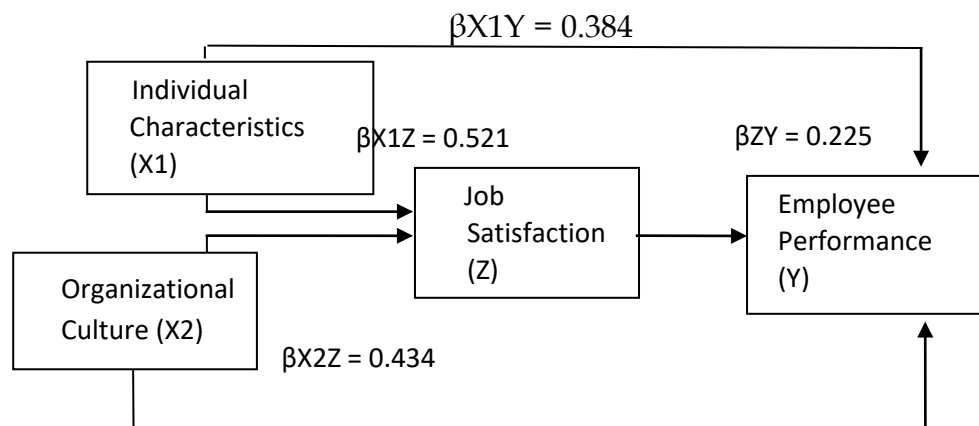 βX1Y = 0.384
Individual
Characteristics
(X1)
βX1Z = 0.521
βZY = 0.225
Job
Satisfaction
(Z)
Employee
Performance
(Y)
Organizational
Culture (X2)
βX2Z = 0.434